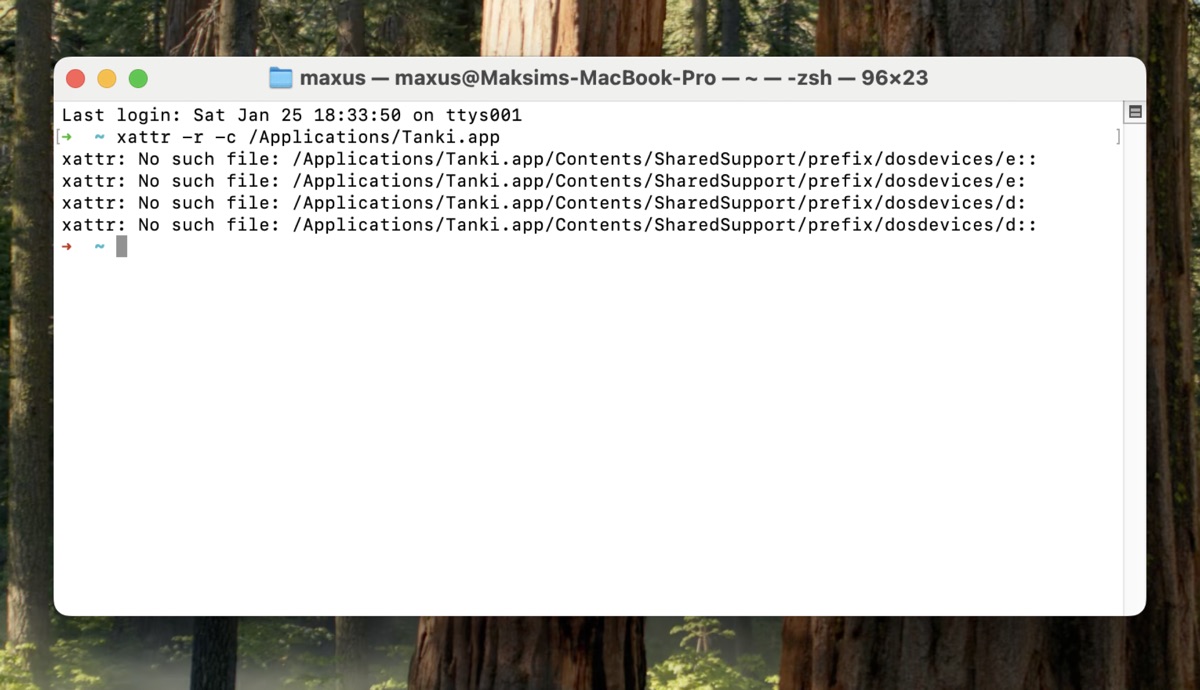 maxus — maxus@Maksims-MacBook-Pro — ~ — -zsh — 96×23
Last login: Sat Jan 25 18:33:50 on ttys001
[➜  ~ xattr -r -c /Applications/Tanki.app ]
xattr: No such file: /Applications/Tanki.app/Contents/SharedSupport/prefix/dosdevices/e::
xattr: No such file: /Applications/Tanki.app/Contents/SharedSupport/prefix/dosdevices/e:
xattr: No such file: /Applications/Tanki.app/Contents/SharedSupport/prefix/dosdevices/d:
xattr: No such file: /Applications/Tanki.app/Contents/SharedSupport/prefix/dosdevices/d::
➜  ~